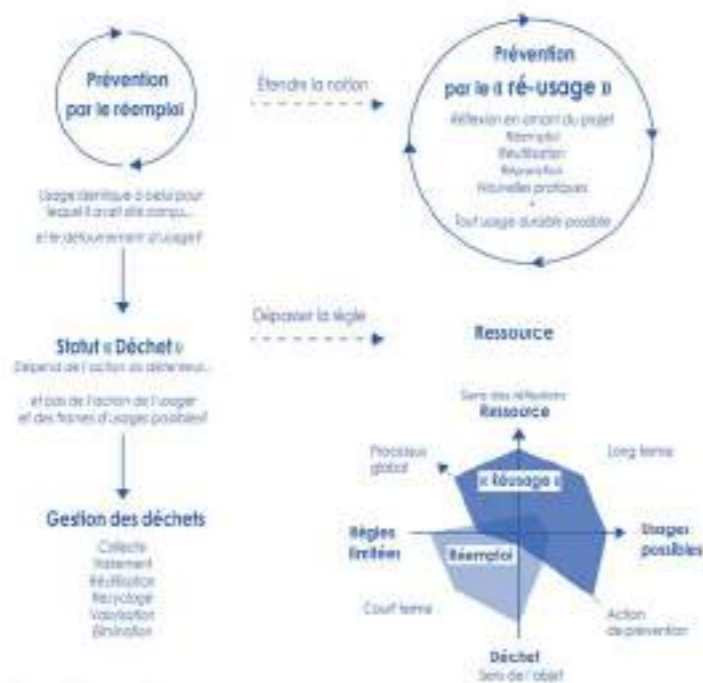 Prévention
par le réemploi
Étendre la notion
Prévention
par le « ré-usage »
Réflexion en amont du projet
Réemploi
Réutilisation
Réparation
Nouvelles pratiques
+
Tout usage durable possible
Usage identique à celui pour
lequel il avait été conçu...
et le détournement d'usage?
Dépasser la règle
Statut « Déchet »
Dépend de l'action du détenteur...
et pas de l'action de l'usager
et des formes d'usages possibles?
Gestion des déchets
Collecte
Traitement
Réutilisation
Recyclage
Valorisation
Élimination
Ressource
Sens des réflexions
Ressource
Processus
global
Long terme
« Réusage »
Règles
limitées
Usages
possibles
Réemploi
Court terme
Action
de prévention
Déchet
Sens de l'objet